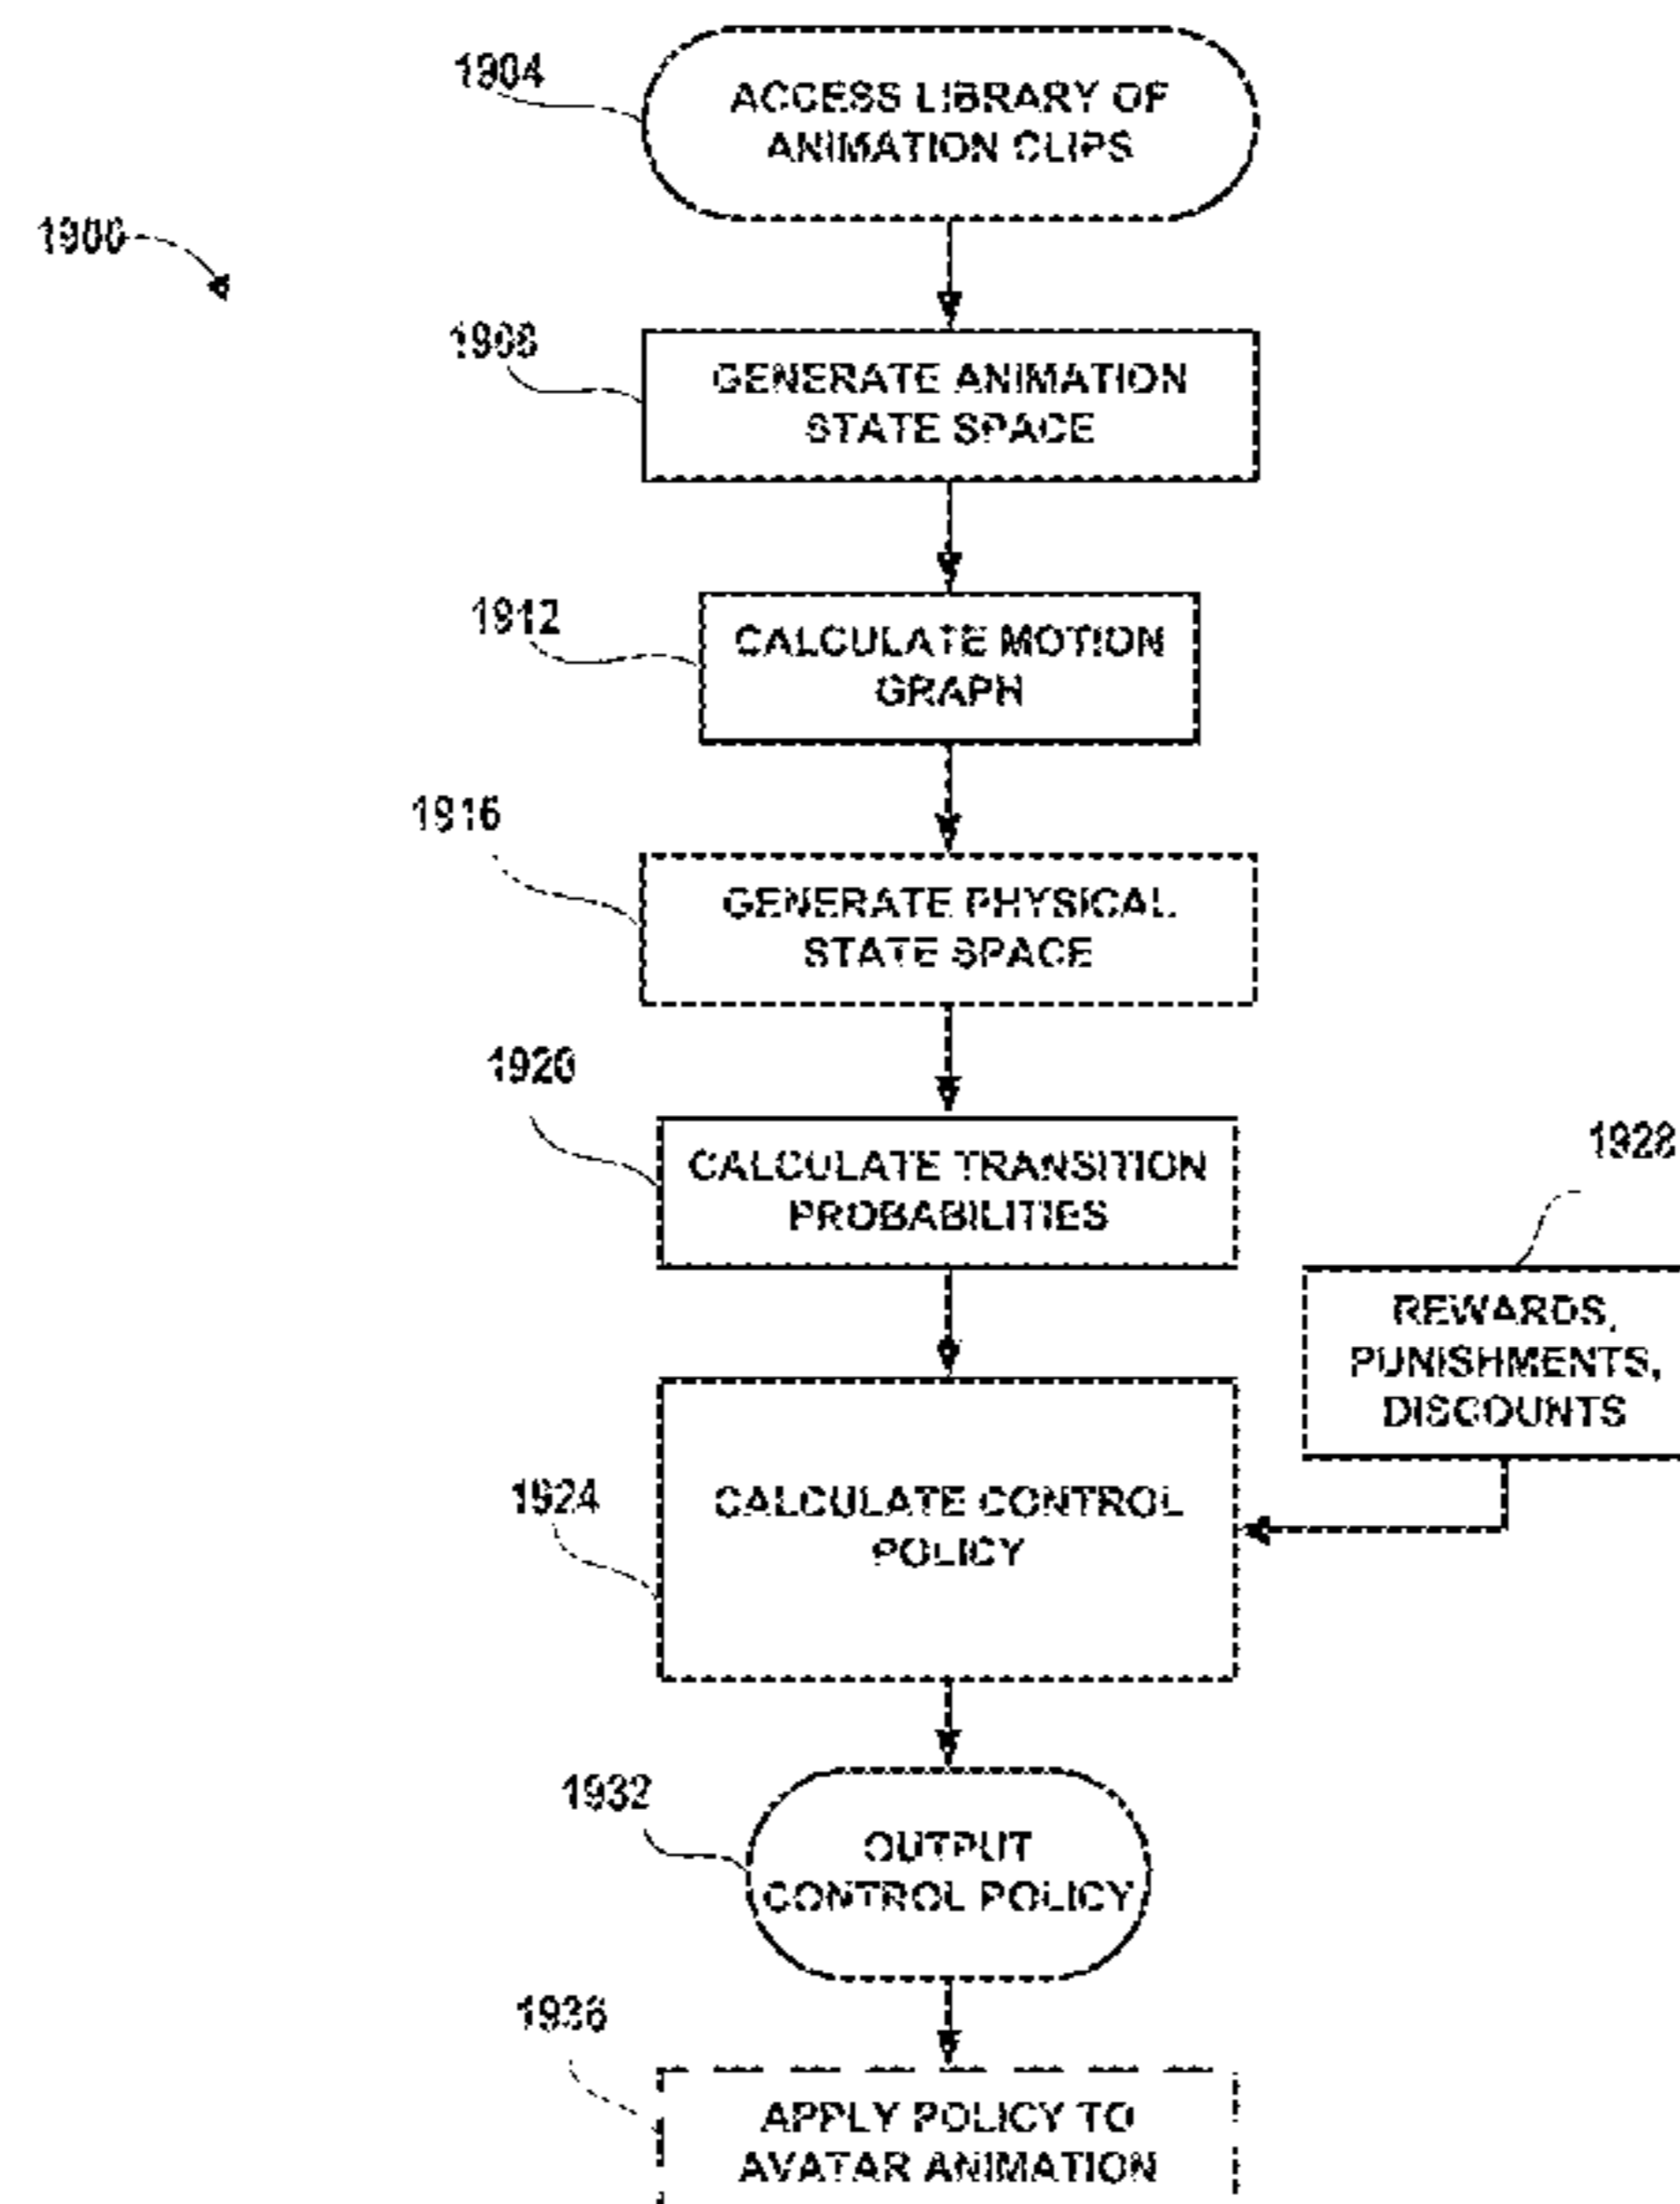 1904
ACCESS LIBRARY OF
ANIMATION CLIPS
1900
1908
GENERATE ANIMATION
STATE SPACE
1912
CALCULATE MOTION
GRAPH
1916
GENERATE PHYSICAL
STATE SPACE
1920
CALCULATE TRANSITION
PROBABILITIES
1928
REWARDS,
PUNISHMENTS,
DISCOUNTS
1924
CALCULATE CONTROL
POLICY
1932
OUTPUT
CONTROL POLICY
1936
APPLY POLICY TO
AVATAR ANIMATION